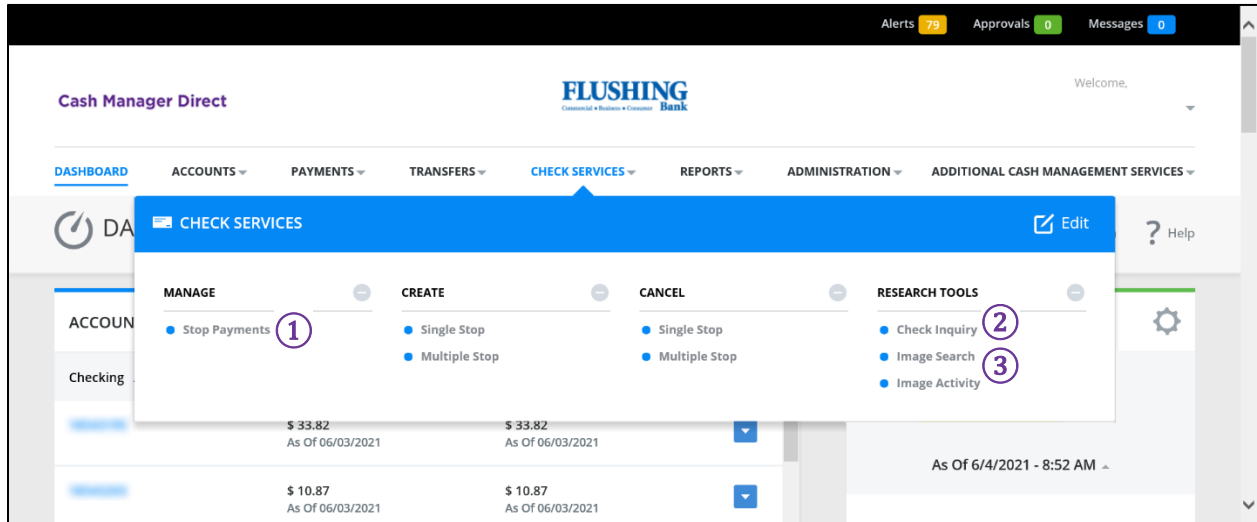 Alerts 79 Approvals 0 Messages 0
Cash Manager Direct
FLUSHING
Commercial • Business • Consumer Bank
Welcome,
DASHBOARD ACCOUNTS PAYMENTS TRANSFERS CHECK SERVICES REPORTS ADMINISTRATION ADDITIONAL CASH MANAGEMENT SERVICES
DA
CHECK SERVICES Edit
? Help
MANAGE CREATE CANCEL RESEARCH TOOLS
ACCOUN
Stop Payments 1 Single Stop Single Stop Check Inquiry 2
Multiple Stop Multiple Stop Image Search 3
Image Activity
Checking
$ 33.82 $ 33.82
As Of 06/03/2021 As Of 06/03/2021
As Of 6/4/2021 - 8:52 AM
$ 10.87 $ 10.87
As Of 06/03/2021 As Of 06/03/2021